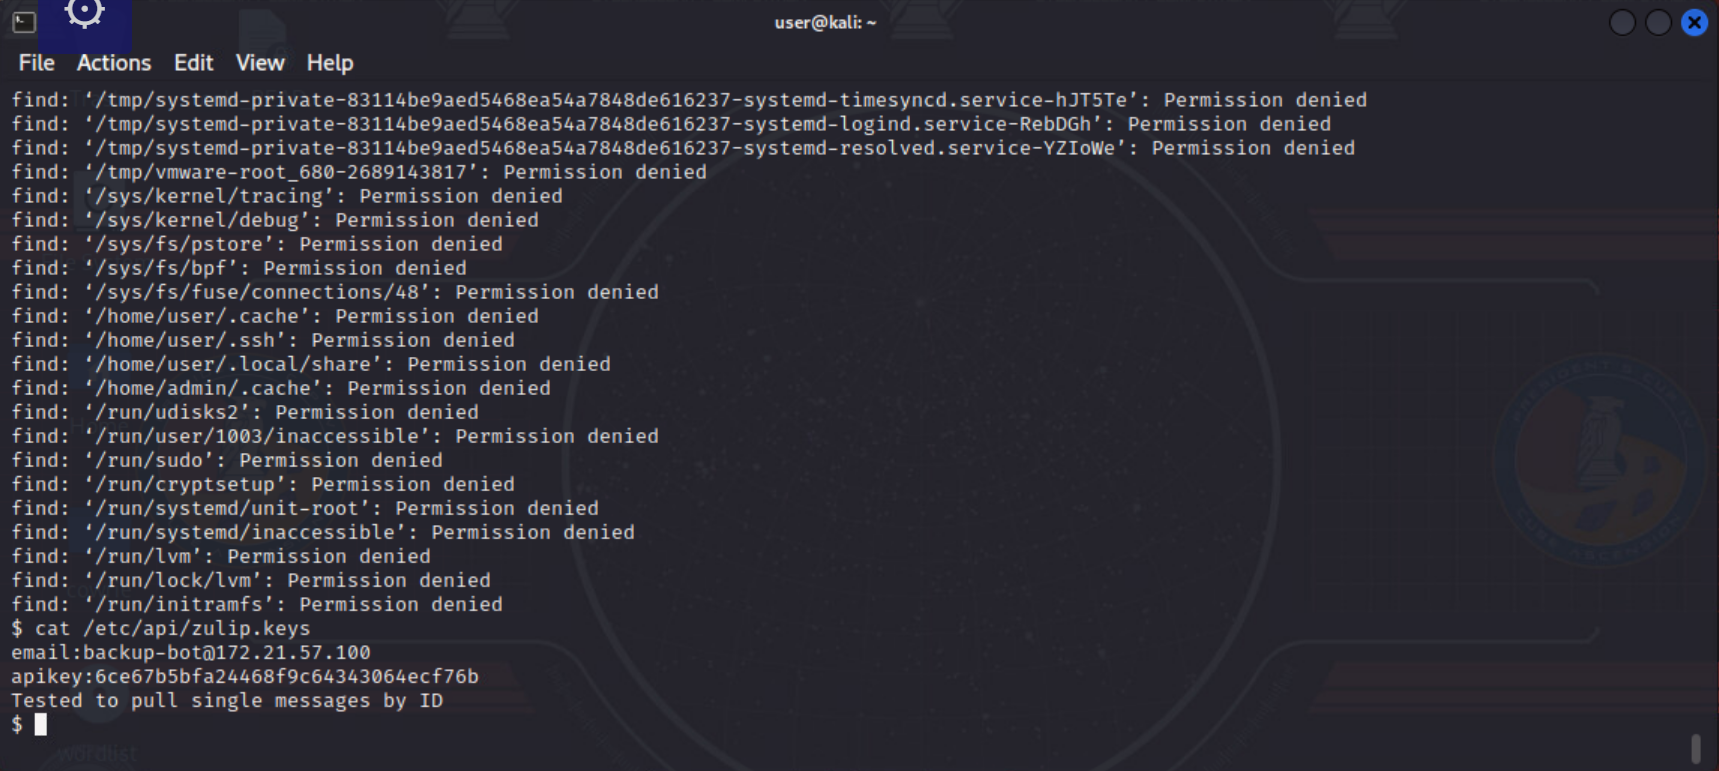 user@kali: ~
File Actions Edit View Help
find: ‘/tmp/systemd-private-83114be9aed5468ea54a7848de616237-systemd-timesyncd.service-hJT5Te’: Permission denied
find: ‘/tmp/systemd-private-83114be9aed5468ea54a7848de616237-systemd-logind.service-RebDGh’: Permission denied
find: ‘/tmp/systemd-private-83114be9aed5468ea54a7848de616237-systemd-resolved.service-YZIoWe’: Permission denied
find: ‘/tmp/vmware-root_680-2689143817’: Permission denied
find: ‘/sys/kernel/tracing’: Permission denied
find: ‘/sys/kernel/debug’: Permission denied
find: ‘/sys/fs/pstore’: Permission denied
find: ‘/sys/fs/bpf’: Permission denied
find: ‘/sys/fs/fuse/connections/48’: Permission denied
find: ‘/home/user/.cache’: Permission denied
find: ‘/home/user/.ssh’: Permission denied
find: ‘/home/user/.local/share’: Permission denied
find: ‘/home/admin/.cache’: Permission denied
find: ‘/run/udisks2’: Permission denied
find: ‘/run/user/1003/inaccessible’: Permission denied
find: ‘/run/sudo’: Permission denied
find: ‘/run/cryptsetup’: Permission denied
find: ‘/run/systemd/unit-root’: Permission denied
find: ‘/run/systemd/inaccessible’: Permission denied
find: ‘/run/lvm’: Permission denied
find: ‘/run/lock/lvm’: Permission denied
find: ‘/run/initramfs’: Permission denied
$ cat /etc/api/zulip.keys
email:backup-bot@172.21.57.100
apikey:6ce67b5bfa24468f9c64343064ecf76b
Tested to pull single messages by ID
$
wordlist